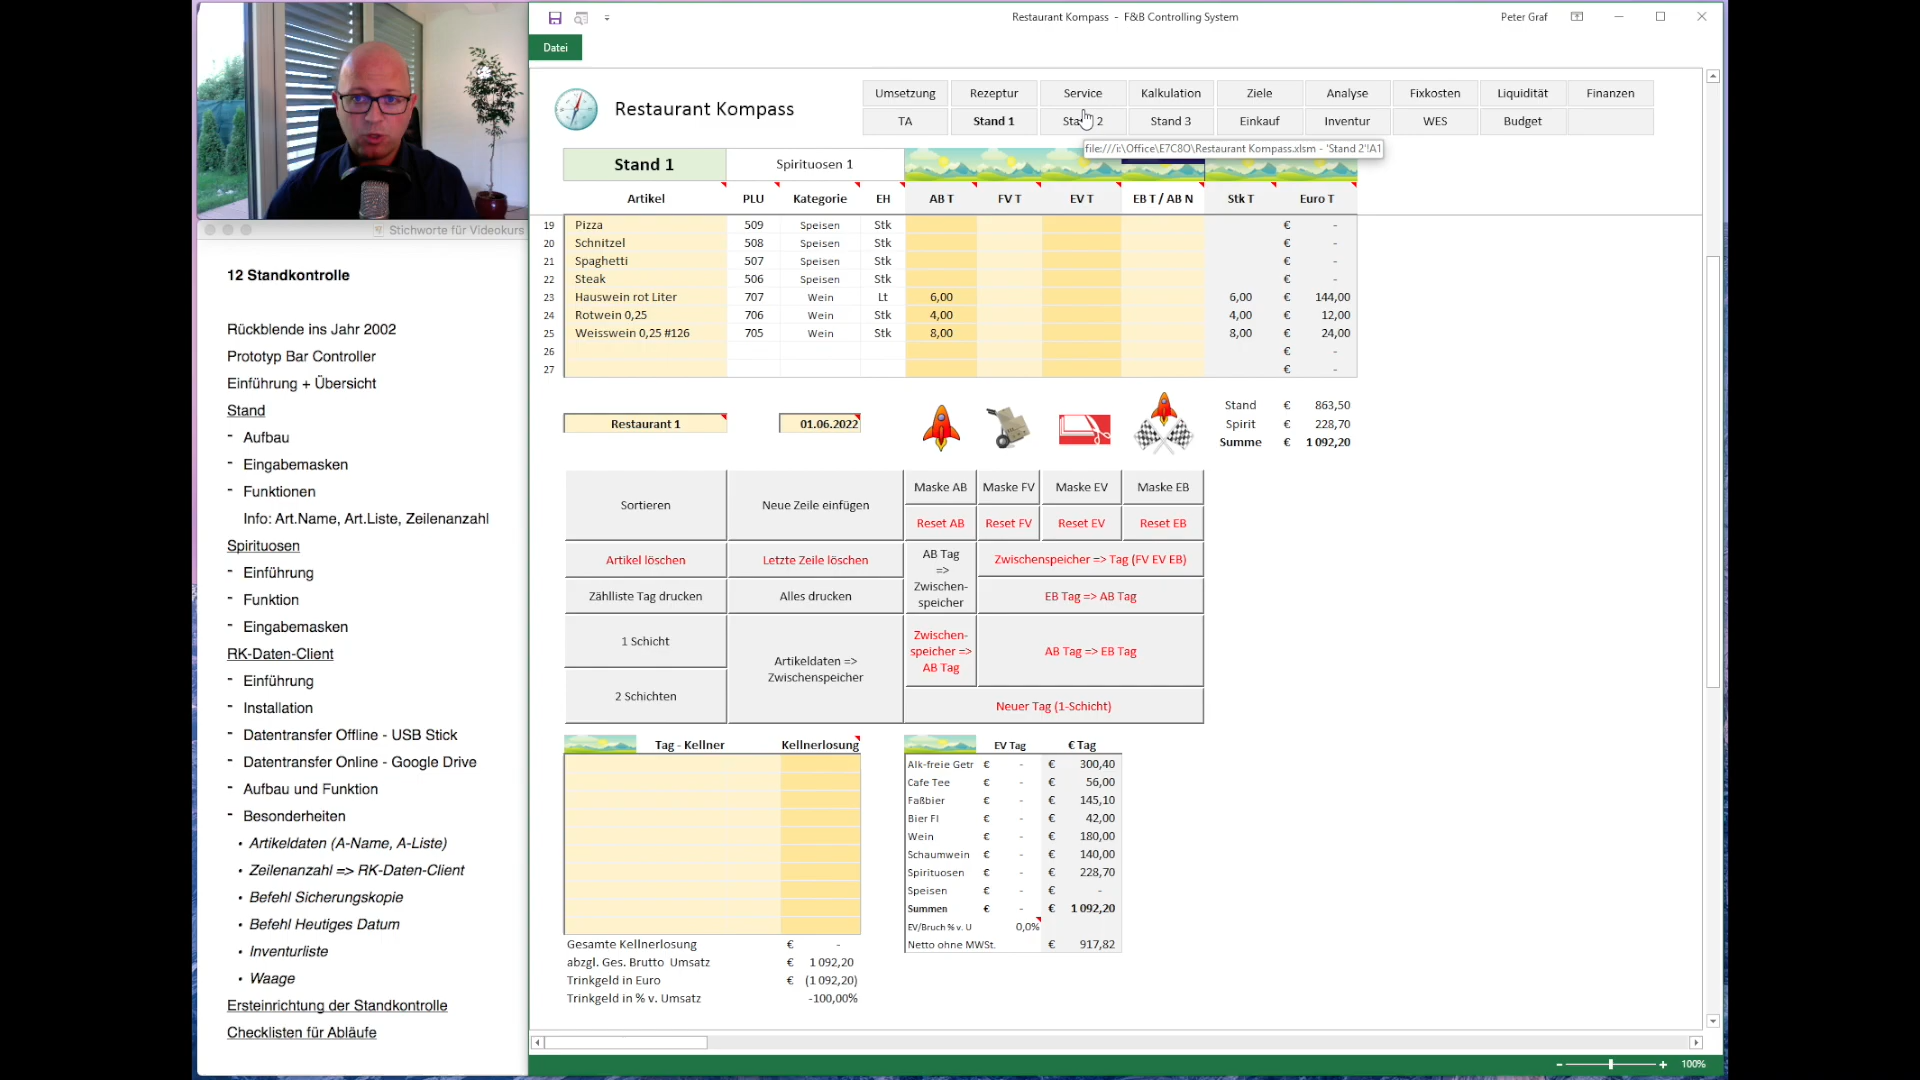 Restaurant Kompass - F&B Controlling System
Peter Graf
Datei
Restaurant Kompass
Umsetzung Rezeptur Service Kalkulation Ziele Analyse Fixkosten Liquidität Finanzen
TA Stand 1 Sta 2 Stand 3 Einkauf Inventur WES Budget
file:///i:\Office\E7C8O\Restaurant Kompass.xlsm - 'Stand 2'!A1
Stand 1 Spirituosen 1
Artikel PLU Kategorie EH AB T FV T EV T EB T / AB N Stk T Euro T
19 Pizza 509 Speisen Stk € -
20 Schnitzel 508 Speisen Stk € -
21 Spaghetti 507 Speisen Stk € -
22 Steak 506 Speisen Stk € -
23 Hauswein rot Liter 707 Wein Lt 6,00 6,00 € 144,00
24 Rotwein 0,25 706 Wein Stk 4,00 4,00 € 12,00
25 Weisswein 0,25 #126 705 Wein Stk 8,00 8,00 € 24,00
26 € -
27 € -
Restaurant 1 01.06.2022
Stand € 863,50
Spirit € 228,70
Summe € 1 092,20
Sortieren Neue Zeile einfügen Maske AB Maske FV Maske EV Maske EB
Reset AB Reset FV Reset EV Reset EB
Artikel löschen Letzte Zeile löschen
AB Tag
=>
Zwischen-
speicher
Zwischenspeicher => Tag (FV EV EB)
Zählliste Tag drucken Alles drucken
EB Tag => AB Tag
1 Schicht
2 Schichten
Artikeldaten =>
Zwischenspeicher
Zwischen-
speicher =>
AB Tag
AB Tag => EB Tag
Neuer Tag (1-Schicht)
Tag - Kellner Kellnerlosung
Gesamte Kellnerlosung € -
abzgl. Ges. Brutto Umsatz € 1 092,20
Trinkgeld in Euro € (1 092,20)
Trinkgeld in % v. Umsatz -100,00%
EV Tag € Tag
Alk-freie Getr € - € 300,40
Cafe Tee € - € 56,00
Faßbier € - € 145,10
Bier Fl € - € 42,00
Wein € - € 180,00
Schaumwein € - € 140,00
Spirituosen € - € 228,70
Speisen € - € -
Summen € - € 1 092,20
EV/Bruch % v. U 0,0%
Netto ohne MWSt. € 917,82
100%
Stichworte für Videokurs
12 Standkontrolle
Rückblende ins Jahr 2002
Prototyp Bar Controller
Einführung + Übersicht
Stand
- Aufbau
- Eingabemasken
- Funktionen
Info: Art.Name, Art.Liste, Zeilenanzahl
Spirituosen
- Einführung
- Funktion
- Eingabemasken
RK-Daten-Client
- Einführung
- Installation
- Datentransfer Offline - USB Stick
- Datentransfer Online - Google Drive
- Aufbau und Funktion
- Besonderheiten
• Artikeldaten (A-Name, A-Liste)
• Zeilenanzahl => RK-Daten-Client
• Befehl Sicherungskopie
• Befehl Heutiges Datum
• Inventurliste
• Waage
Ersteinrichtung der Standkontrolle
Checklisten für Abläufe